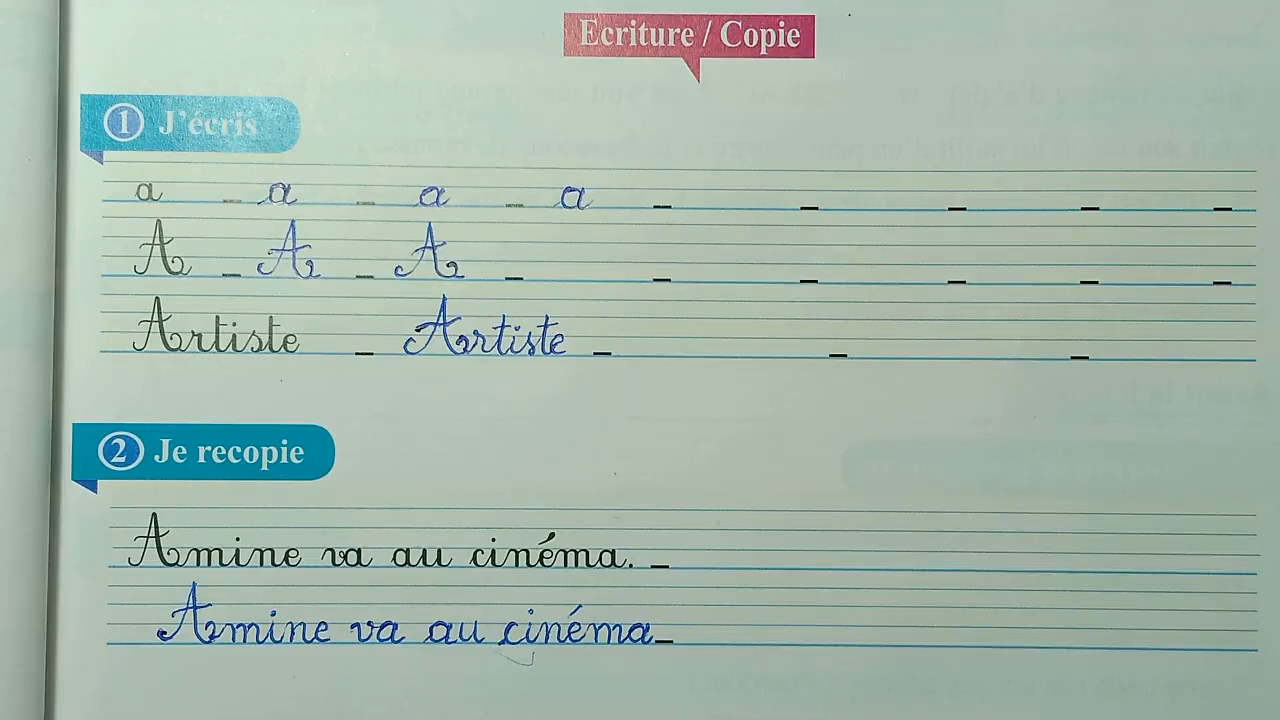 Ecriture / Copie
1 J'écris
a _ a _ a _ a _ _ _ _ _
A _ A _ A _ _ _ _ _ _
Artiste _ Artiste _ _ _
2 Je recopie
Amine va au cinéma. _
Amine va au cinéma _